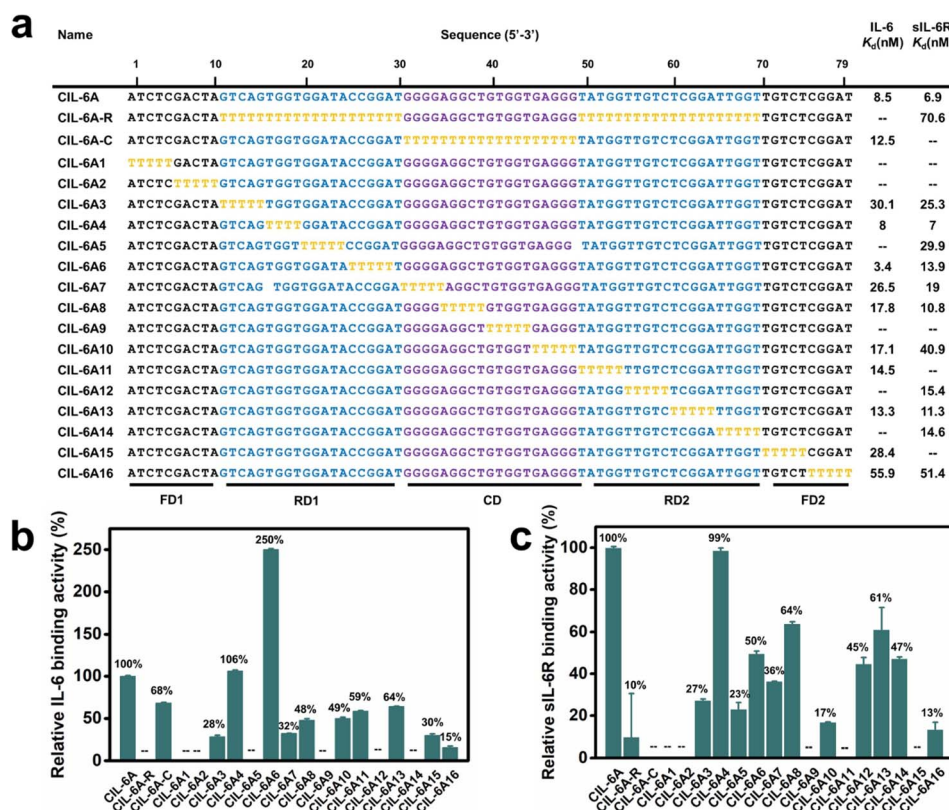 a
Name Sequence (5'-3') IL-6 Kd(nM) sIL-6R Kd(nM)
1 10 20 30 40 50 60 70 79
CIL-6A ATCTCGACTAGTCAGTGGTGGATACCGGATGGGGAGGCTGTGGTGAGGGTATGGTTGTCTCGGATTGGTTGTCTCGGAT 8.5 6.9
CIL-6A-R ATCTCGACTATTTTTTTTTTTTTTTTTTTTGGGGAGGCTGTGGTGAGGGTTTTTTTTTTTTTTTTTTTTTGTCTCGGAT -- 70.6
CIL-6A-C ATCTCGACTAGTCAGTGGTGGATACCGGATTTTTTTTTTTTTTTTTTTTTATGGTTGTCTCGGATTGGTTGTCTCGGAT 12.5 --
CIL-6A1 TTTTTGACTAGTCAGTGGTGGATACCGGATGGGGAGGCTGTGGTGAGGGTATGGTTGTCTCGGATTGGTTGTCTCGGAT -- --
CIL-6A2 ATCTCTTTTTGTCAGTGGTGGATACCGGATGGGGAGGCTGTGGTGAGGGTATGGTTGTCTCGGATTGGTTGTCTCGGAT -- --
CIL-6A3 ATCTCGACTATTTTTTGGTGGATACCGGATGGGGAGGCTGTGGTGAGGGTATGGTTGTCTCGGATTGGTTGTCTCGGAT 30.1 25.3
CIL-6A4 ATCTCGACTAGTCAGTTTTGGATACCGGATGGGGAGGCTGTGGTGAGGGTATGGTTGTCTCGGATTGGTTGTCTCGGAT 8 7
CIL-6A5 ATCTCGACTAGTCAGTGGTTTTTTCCGGATGGGGAGGCTGTGGTGAGGG TATGGTTGTCTCGGATTGGTTGTCTCGGAT -- 29.9
CIL-6A6 ATCTCGACTAGTCAGTGGTGGATATTTTTTGGGGAGGCTGTGGTGAGGGTATGGTTGTCTCGGATTGGTTGTCTCGGAT 3.4 13.9
CIL-6A7 ATCTCGACTAGTCAG TGGTGGATACCGGATTTTTAGGCTGTGGTGAGGGTATGGTTGTCTCGGATTGGTTGTCTCGGAT 26.5 19
CIL-6A8 ATCTCGACTAGTCAGTGGTGGATACCGGATGGGGTTTTTGTGGTGAGGGTATGGTTGTCTCGGATTGGTTGTCTCGGAT 17.8 10.8
CIL-6A9 ATCTCGACTAGTCAGTGGTGGATACCGGATGGGGAGGCTTTTTTGAGGGTATGGTTGTCTCGGATTGGTTGTCTCGGAT -- --
CIL-6A10 ATCTCGACTAGTCAGTGGTGGATACCGGATGGGGAGGCTGTGGTTTTTTTATGGTTGTCTCGGATTGGTTGTCTCGGAT 17.1 40.9
CIL-6A11 ATCTCGACTAGTCAGTGGTGGATACCGGATGGGGAGGCTGTGGTGAGGGTTTTTTTGTCTCGGATTGGTTGTCTCGGAT 14.5 --
CIL-6A12 ATCTCGACTAGTCAGTGGTGGATACCGGATGGGGAGGCTGTGGTGAGGGTATGGTTTTTTCGGATTGGTTGTCTCGGAT -- 15.4
CIL-6A13 ATCTCGACTAGTCAGTGGTGGATACCGGATGGGGAGGCTGTGGTGAGGGTATGGTTGTCTTTTTTTGGTTGTCTCGGAT 13.3 11.3
CIL-6A14 ATCTCGACTAGTCAGTGGTGGATACCGGATGGGGAGGCTGTGGTGAGGGTATGGTTGTCTCGGATTTTTTGTCTCGGAT -- 14.6
CIL-6A15 ATCTCGACTAGTCAGTGGTGGATACCGGATGGGGAGGCTGTGGTGAGGGTATGGTTGTCTCGGATTGGTTTTTTCGGAT 28.4 --
CIL-6A16 ATCTCGACTAGTCAGTGGTGGATACCGGATGGGGAGGCTGTGGTGAGGGTATGGTTGTCTCGGATTGGTTGTCTTTTTT 55.9 51.4
FD1 RD1 CD RD2 FD2
b
Relative IL-6 binding activity (%)
250
200
150
100
50
0
100% -- 68% -- -- 28% 106% -- 250% 32% 48% -- 49% 59% -- 64% -- 30% 15%
CIL-6A CIL-6A-R CIL-6A-C CIL-6A1 CIL-6A2 CIL-6A3 CIL-6A4 CIL-6A5 CIL-6A6 CIL-6A7 CIL-6A8 CIL-6A9 CIL-6A10 CIL-6A11 CIL-6A12 CIL-6A13 CIL-6A14 CIL-6A15 CIL-6A16
c
Relative sIL-6R binding activity (%)
100
80
60
40
20
0
100% 10% -- -- -- 27% 99% 23% 50% 36% 64% -- 17% -- 45% 61% 47% -- 13%
CIL-6A CIL-6A-R CIL-6A-C CIL-6A1 CIL-6A2 CIL-6A3 CIL-6A4 CIL-6A5 CIL-6A6 CIL-6A7 CIL-6A8 CIL-6A9 CIL-6A10 CIL-6A11 CIL-6A12 CIL-6A13 CIL-6A14 CIL-6A15 CIL-6A16